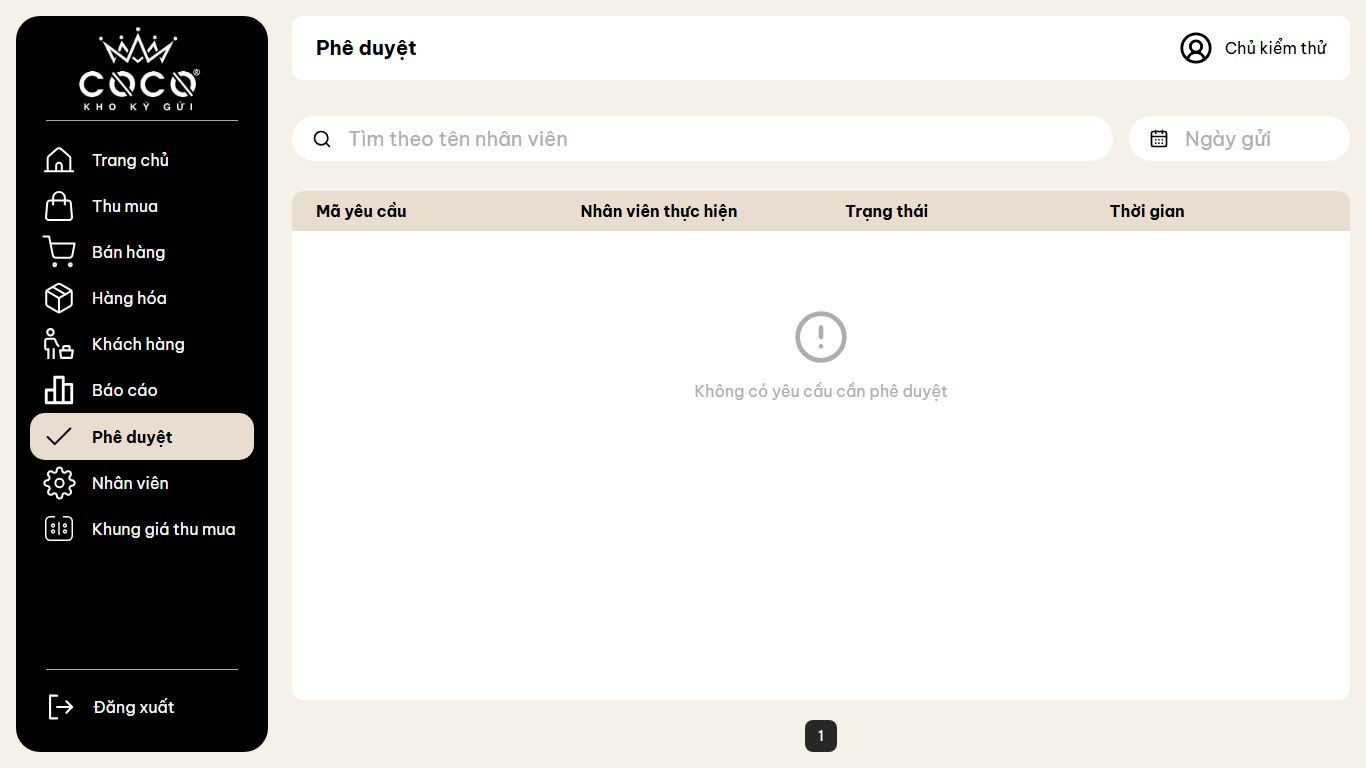 COCO®
KHO KÝ GỬI
Trang chủ
Thu mua
Bán hàng
Hàng hóa
Khách hàng
Báo cáo
Phê duyệt
Nhân viên
Khung giá thu mua
Đăng xuất
Phê duyệt
Chủ kiểm thử
Tìm theo tên nhân viên
Ngày gửi
Mã yêu cầu Nhân viên thực hiện Trạng thái Thời gian
Không có yêu cầu cần phê duyệt
1